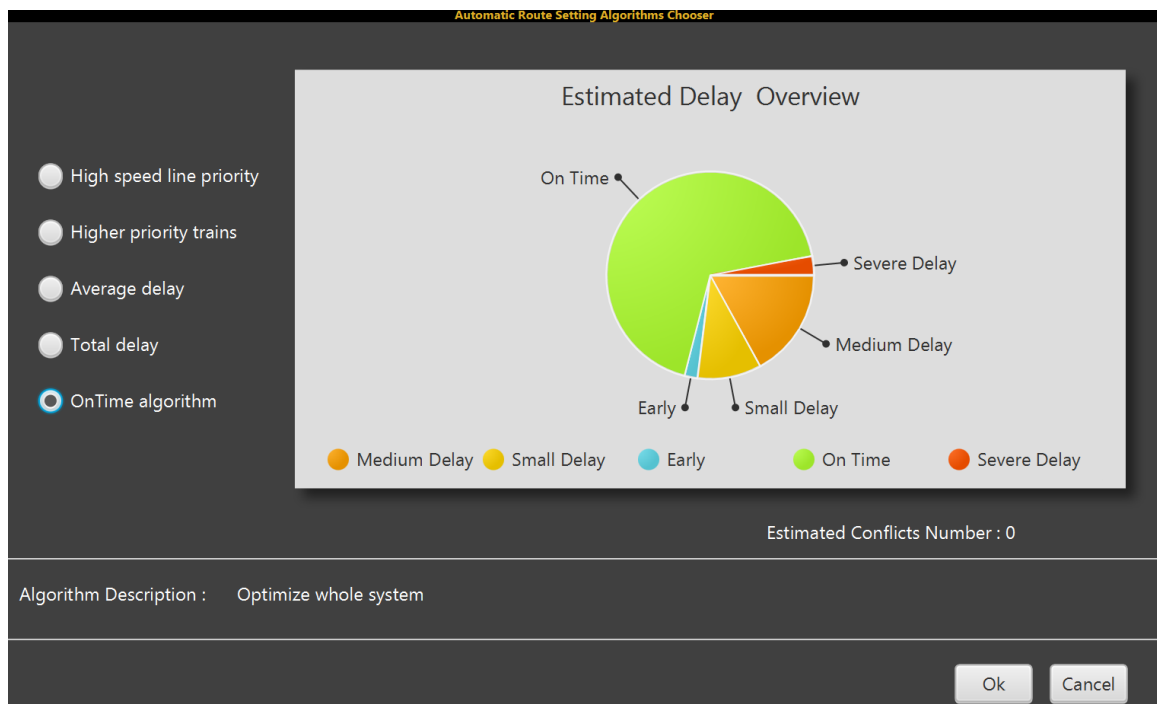 Automatic Route Setting Algorithms Chooser
Estimated Delay  Overview
High speed line priority
Higher priority trains
Average delay
Total delay
OnTime algorithm
On Time
Severe Delay
Medium Delay
Early
Small Delay
Medium Delay Small Delay Early On Time Severe Delay
Estimated Conflicts Number : 0
Algorithm Description : Optimize whole system
Ok Cancel